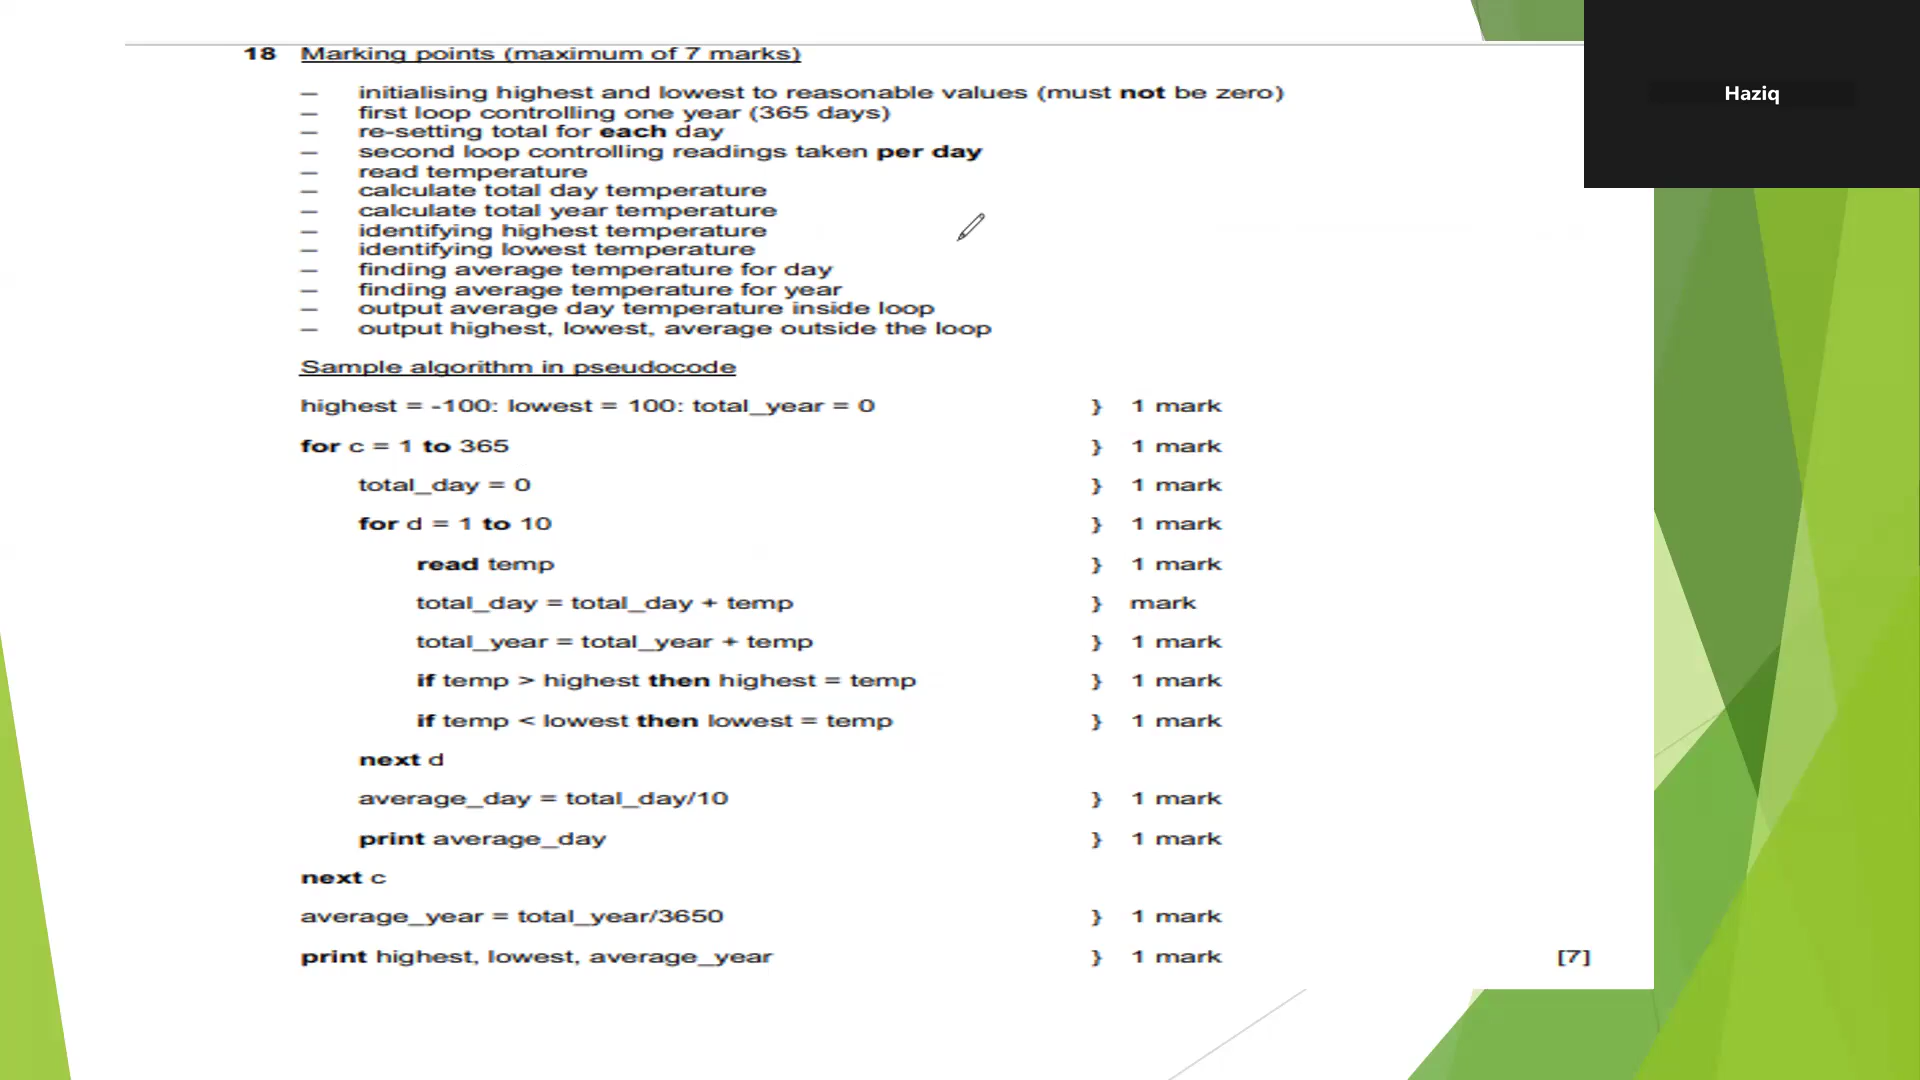 18 Marking points (maximum of 7 marks)
– initialising highest and lowest to reasonable values (must not be zero)
– first loop controlling one year (365 days)
– re-setting total for each day
– second loop controlling readings taken per day
– read temperature
– calculate total day temperature
– calculate total year temperature
– identifying highest temperature
– identifying lowest temperature
– finding average temperature for day
– finding average temperature for year
– output average day temperature inside loop
– output highest, lowest, average outside the loop
Sample algorithm in pseudocode
highest = -100: lowest = 100: total_year = 0 } 1 mark
for c = 1 to 365 } 1 mark
total_day = 0 } 1 mark
for d = 1 to 10 } 1 mark
read temp } 1 mark
total_day = total_day + temp } mark
total_year = total_year + temp } 1 mark
if temp > highest then highest = temp } 1 mark
if temp < lowest then lowest = temp } 1 mark
next d
average_day = total_day/10 } 1 mark
print average_day } 1 mark
next c
average_year = total_year/3650 } 1 mark
print highest, lowest, average_year } 1 mark [7]
Haziq